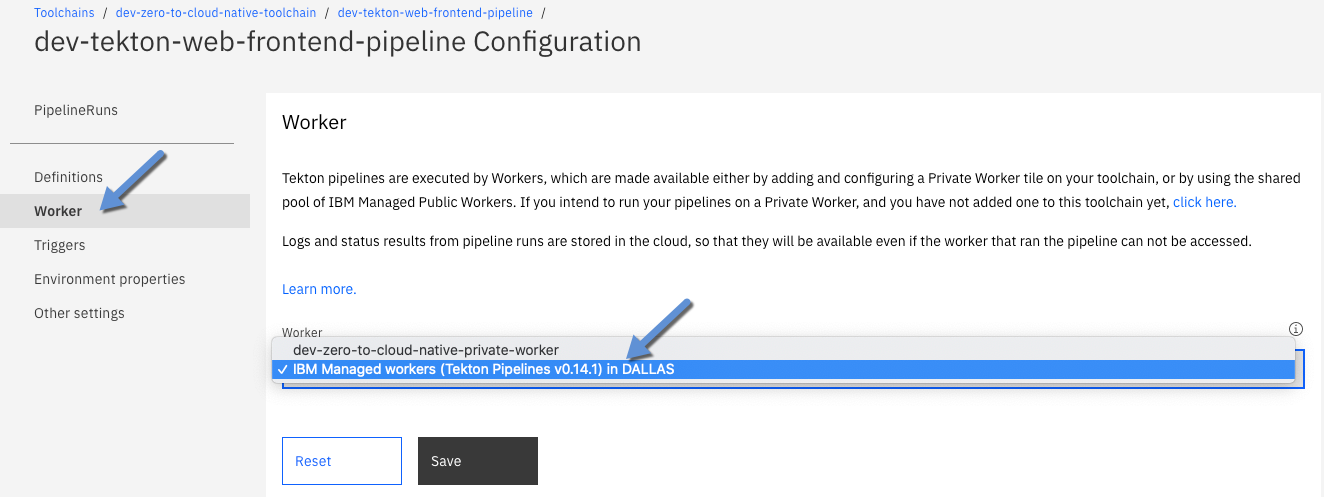 Toolchains / dev-zero-to-cloud-native-toolchain / dev-tekton-web-frontend-pipeline /
dev-tekton-web-frontend-pipeline Configuration
PipelineRuns
Definitions
Worker
Triggers
Environment properties
Other settings
Worker
Tekton pipelines are executed by Workers, which are made available either by adding and configuring a Private Worker tile on your toolchain, or by using the shared
pool of IBM Managed Public Workers. If you intend to run your pipelines on a Private Worker, and you have not added one to this toolchain yet, click here.
Logs and status results from pipeline runs are stored in the cloud, so that they will be available even if the worker that ran the pipeline can not be accessed.
Learn more.
Worker
dev-zero-to-cloud-native-private-worker
✓ IBM Managed workers (Tekton Pipelines v0.14.1) in DALLAS
Reset
Save